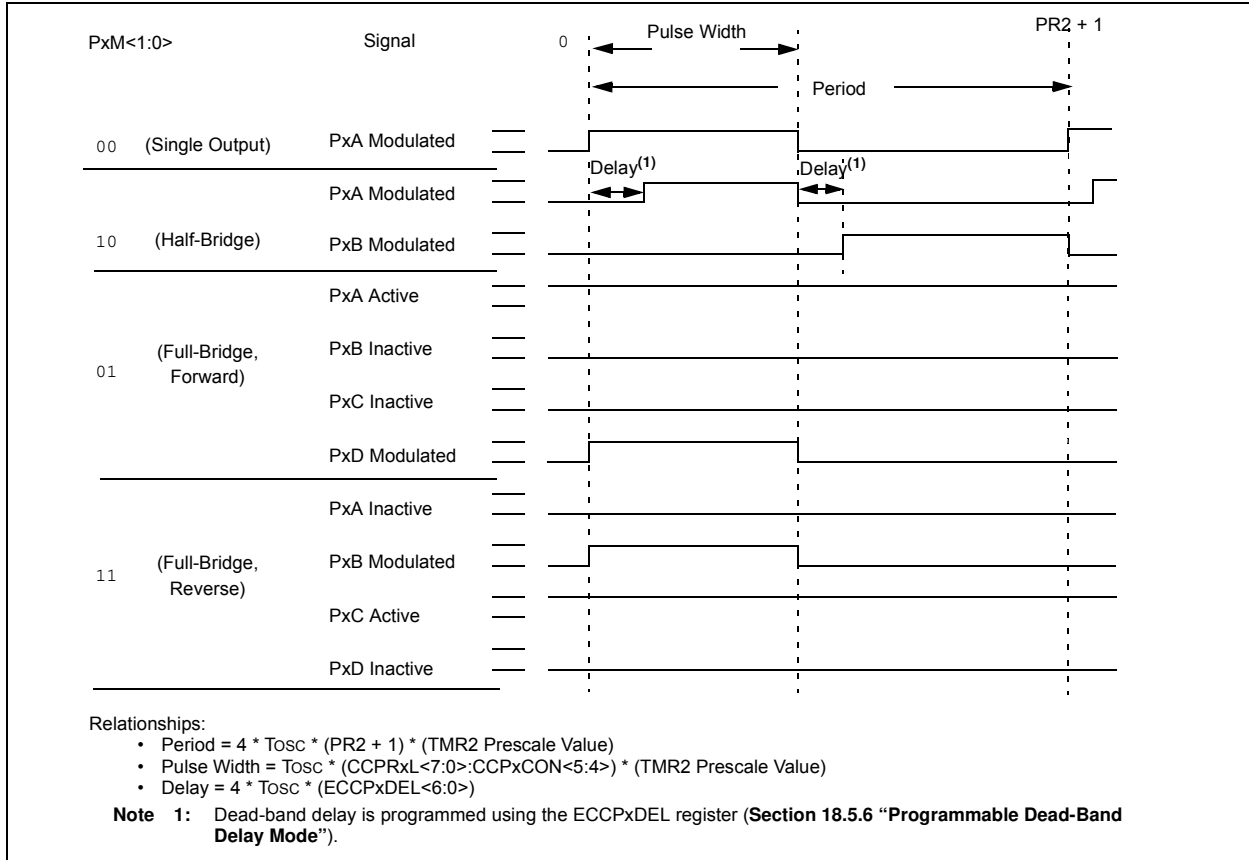 PxM<1:0> Signal 0 Pulse Width PR2 + 1
Period
00 (Single Output) PxA Modulated
Delay(1) Delay(1)
PxA Modulated
10 (Half-Bridge) PxB Modulated
PxA Active
01 (Full-Bridge, Forward) PxB Inactive
PxC Inactive
PxD Modulated
PxA Inactive
11 (Full-Bridge, Reverse) PxB Modulated
PxC Active
PxD Inactive
Relationships:
• Period = 4 * TOSC * (PR2 + 1) * (TMR2 Prescale Value)
• Pulse Width = TOSC * (CCPRxL<7:0>:CCPxCON<5:4>) * (TMR2 Prescale Value)
• Delay = 4 * TOSC * (ECCPxDEL<6:0>)
Note 1: Dead-band delay is programmed using the ECCPxDEL register (Section 18.5.6 “Programmable Dead-Band
Delay Mode”).